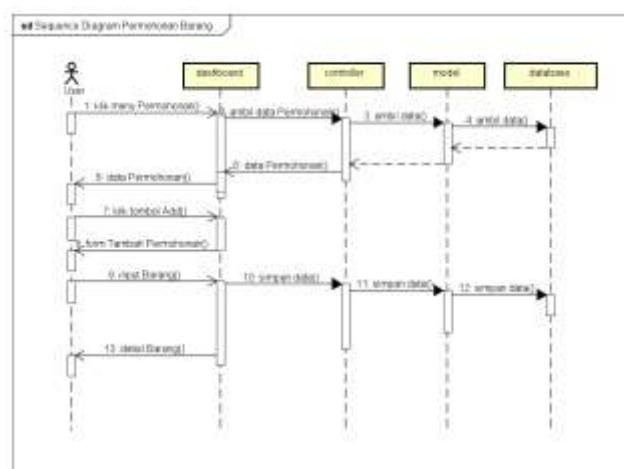 sd Sequence Diagram Permohonan Barang
User
dashboard
controller
model
database
1: klik menu Permohonan()
2: ambil data Permohonan()
3: ambil data()
4: ambil data()
5: data Permohonan()
6: data Permohonan()
7: klik tombol Add()
form Tambah Permohonan()
9: input Barang()
10: simpan data()
11: simpan data()
12: simpan data()
13: detail Barang()